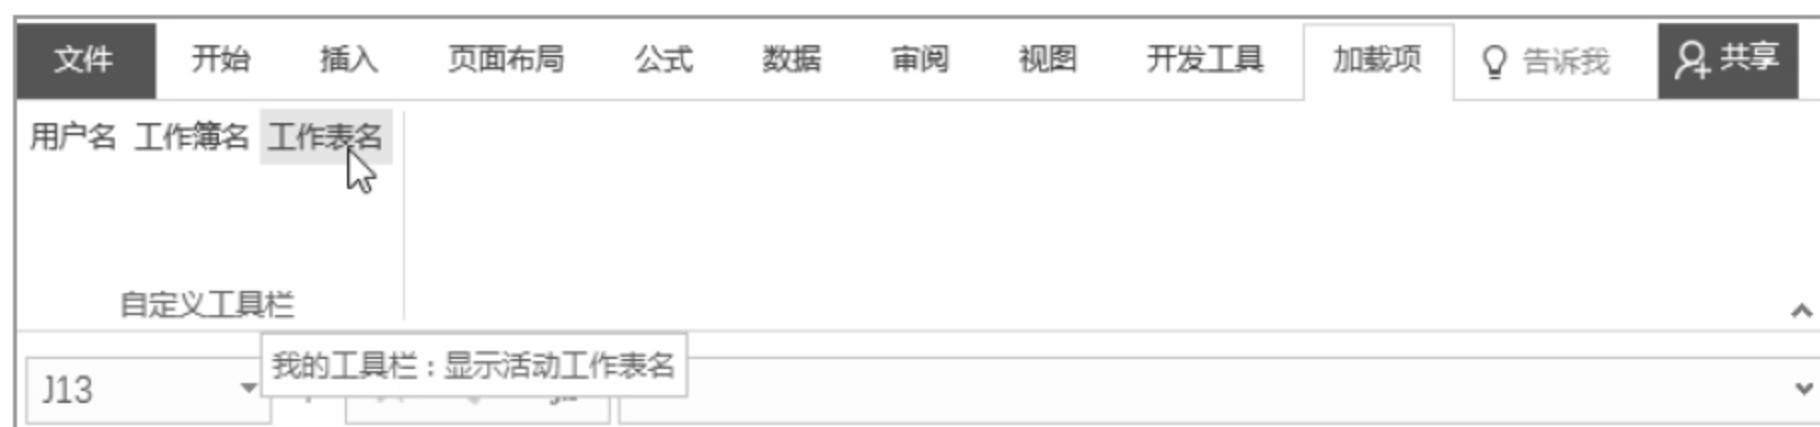 文件 开始 插入 页面布局 公式 数据 审阅 视图 开发工具 加载项 告诉我 共享
用户名 工作簿名 工作表名
自定义工具栏
我的工具栏：显示活动工作表名
J13